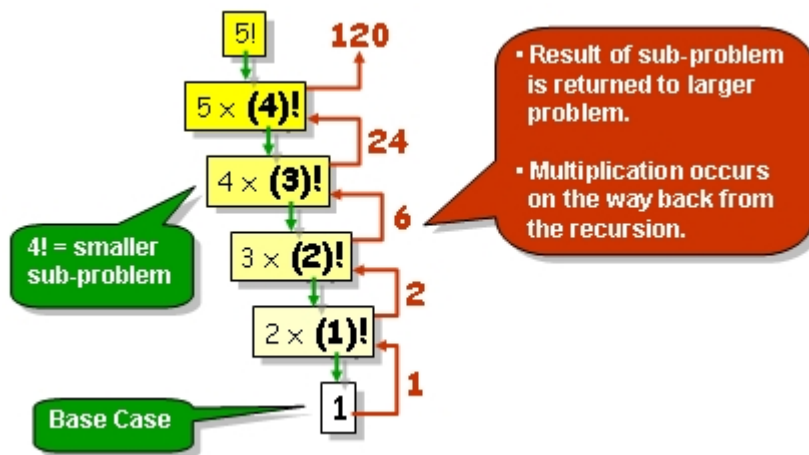 5!
120
5 × (4)!
24
4 × (3)!
6
3 × (2)!
2
2 × (1)!
1
1
4! = smaller
sub-problem
Base Case
• Result of sub-problem
is returned to larger
problem.
• Multiplication occurs
on the way back from
the recursion.